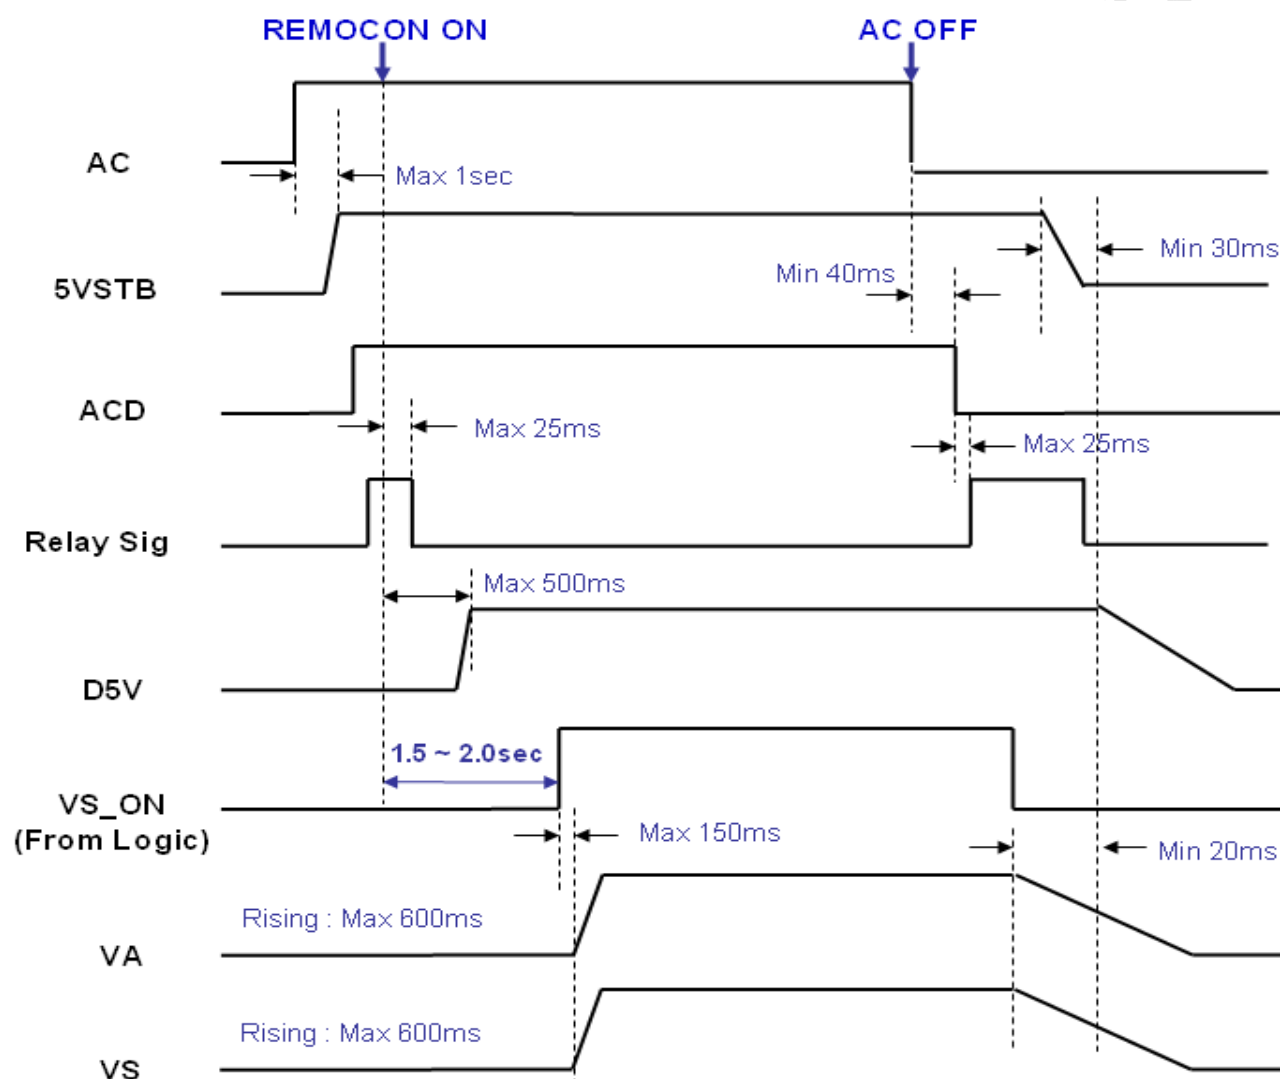 REMOCON ON
AC OFF
AC
Max 1sec
5VSTB
Min 40ms
Min 30ms
ACD
Max 25ms
Max 25ms
Relay Sig
Max 500ms
D5V
1.5 ~ 2.0sec
VS_ON
(From Logic)
Max 150ms
Min 20ms
Rising : Max 600ms
VA
Rising : Max 600ms
VS